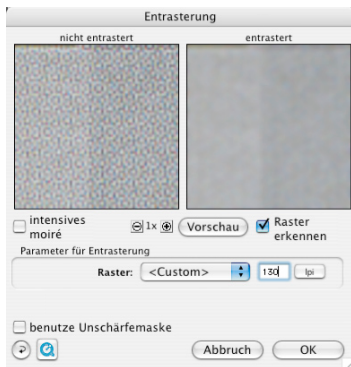 Entrasterung
nicht entrastert entrastert
intensives moiré 1x Vorschau Raster erkennen
Parameter für Entrasterung
Raster: <Custom> 130 lpi
benutze Unschärfemaske
Abbruch OK